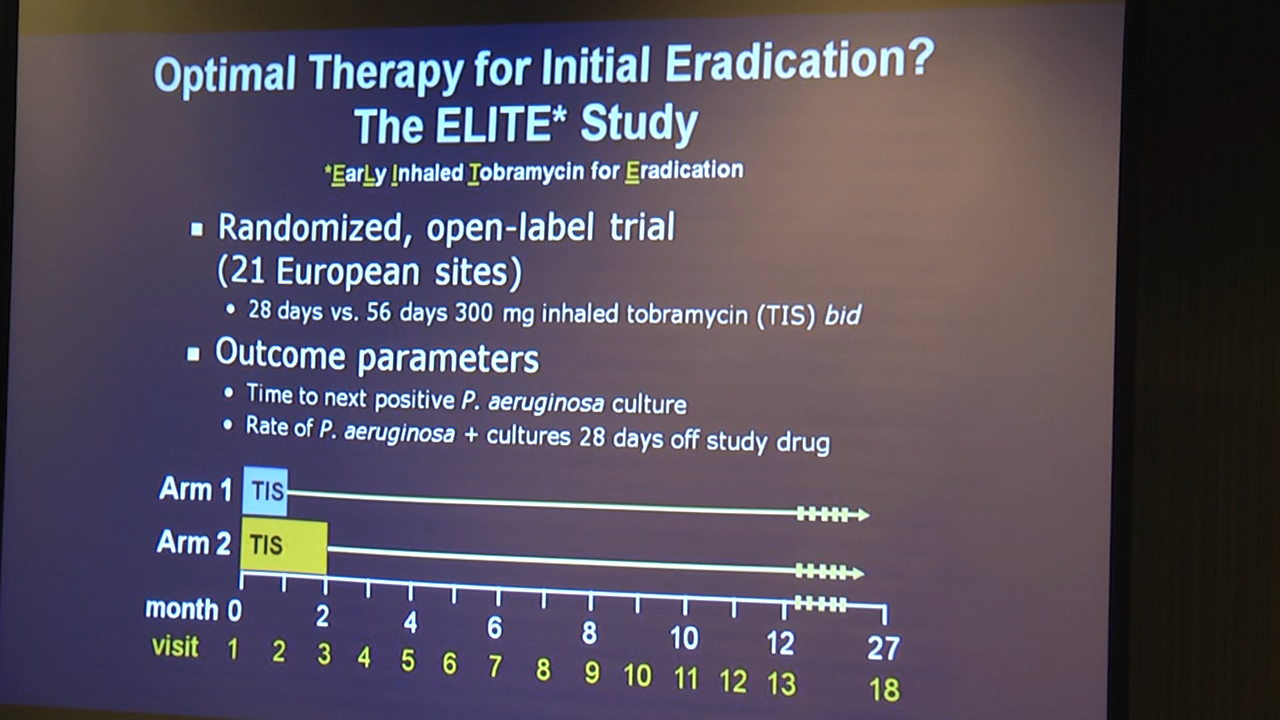 Optimal Therapy for Initial Eradication?
The ELITE* Study
*EarLy Inhaled Tobramycin for Eradication
▪ Randomized, open-label trial
(21 European sites)
• 28 days vs. 56 days 300 mg inhaled tobramycin (TIS) bid
▪ Outcome parameters
• Time to next positive P. aeruginosa culture
• Rate of P. aeruginosa + cultures 28 days off study drug
Arm 1 TIS
Arm 2 TIS
month 0 2 4 6 8 10 12 27
visit 1 2 3 4 5 6 7 8 9 10 11 12 13 18